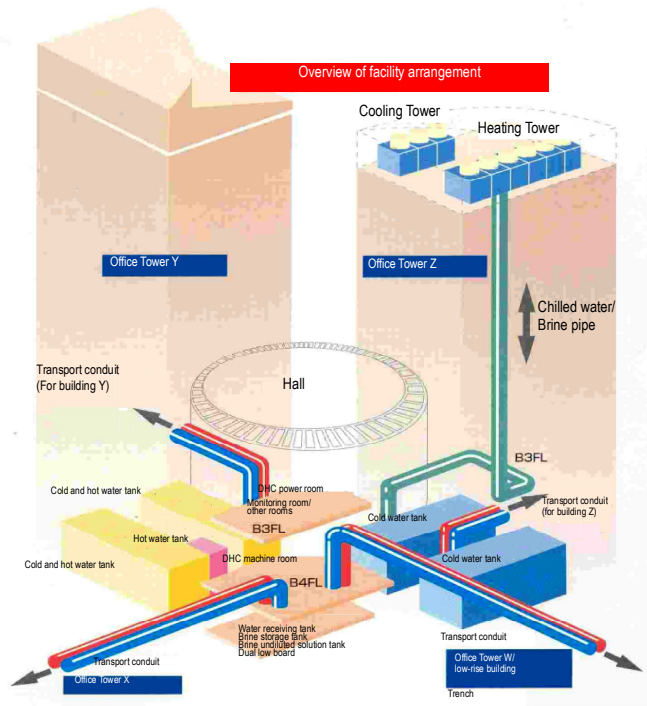 Overview of facility arrangement
Cooling Tower
Heating Tower
Office Tower Y
Office Tower Z
Chilled water/
Brine pipe
Transport conduit
(For building Y)
Hall
B3FL
DHC power room
Cold and hot water tank
Monitoring room/
other rooms
Transport conduit
(for building Z)
Cold water tank
B3FL
Hot water tank
DHC machine room
Cold water tank
Cold and hot water tank
B4FL
Water receiving tank
Brine storage tank
Brine undiluted solution tank
Dual low board
Transport conduit
Transport conduit
Office Tower W/
low-rise building
Office Tower X
Trench